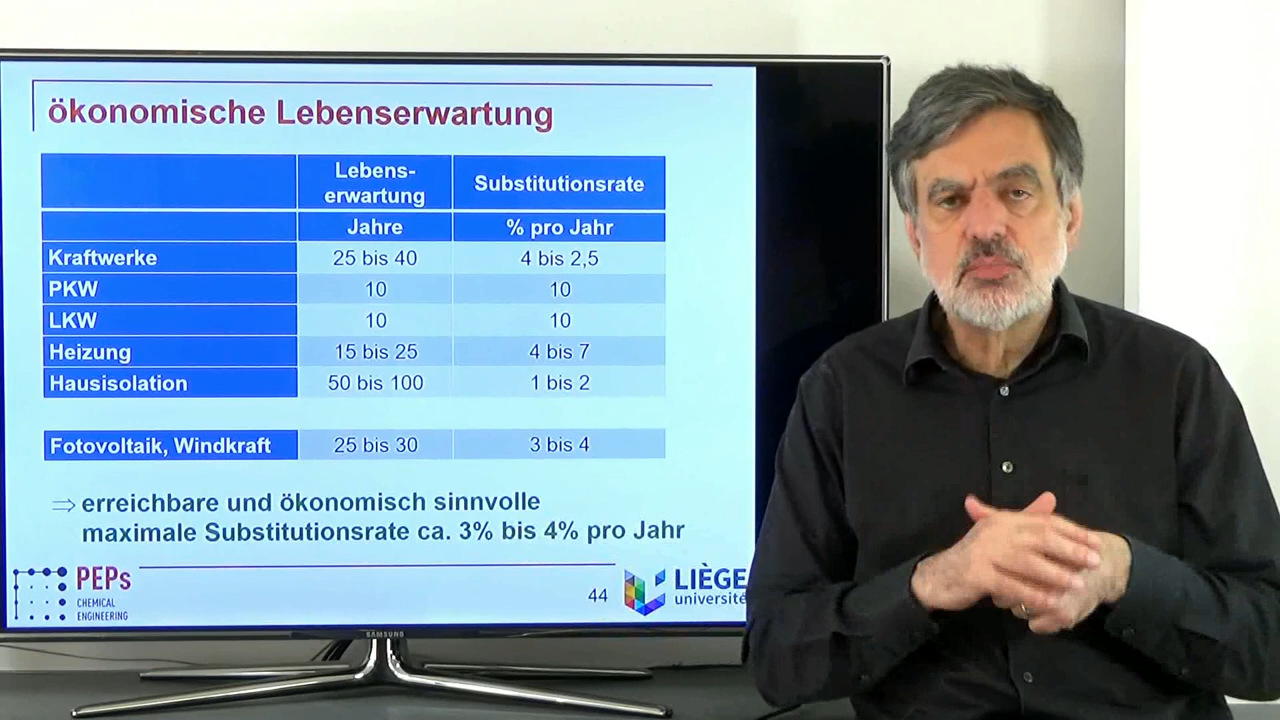 ökonomische Lebenserwartung
Lebens-
erwartung
Substitutionsrate
Jahre % pro Jahr
Kraftwerke 25 bis 40 4 bis 2,5
PKW 10 10
LKW 10 10
Heizung 15 bis 25 4 bis 7
Hausisolation 50 bis 100 1 bis 2
Fotovoltaik, Windkraft 25 bis 30 3 bis 4
⇒ erreichbare und ökonomisch sinnvolle
maximale Substitutionsrate ca. 3% bis 4% pro Jahr
PEPs
CHEMICAL
ENGINEERING
44
LIÈGE
université
SAMSUNG